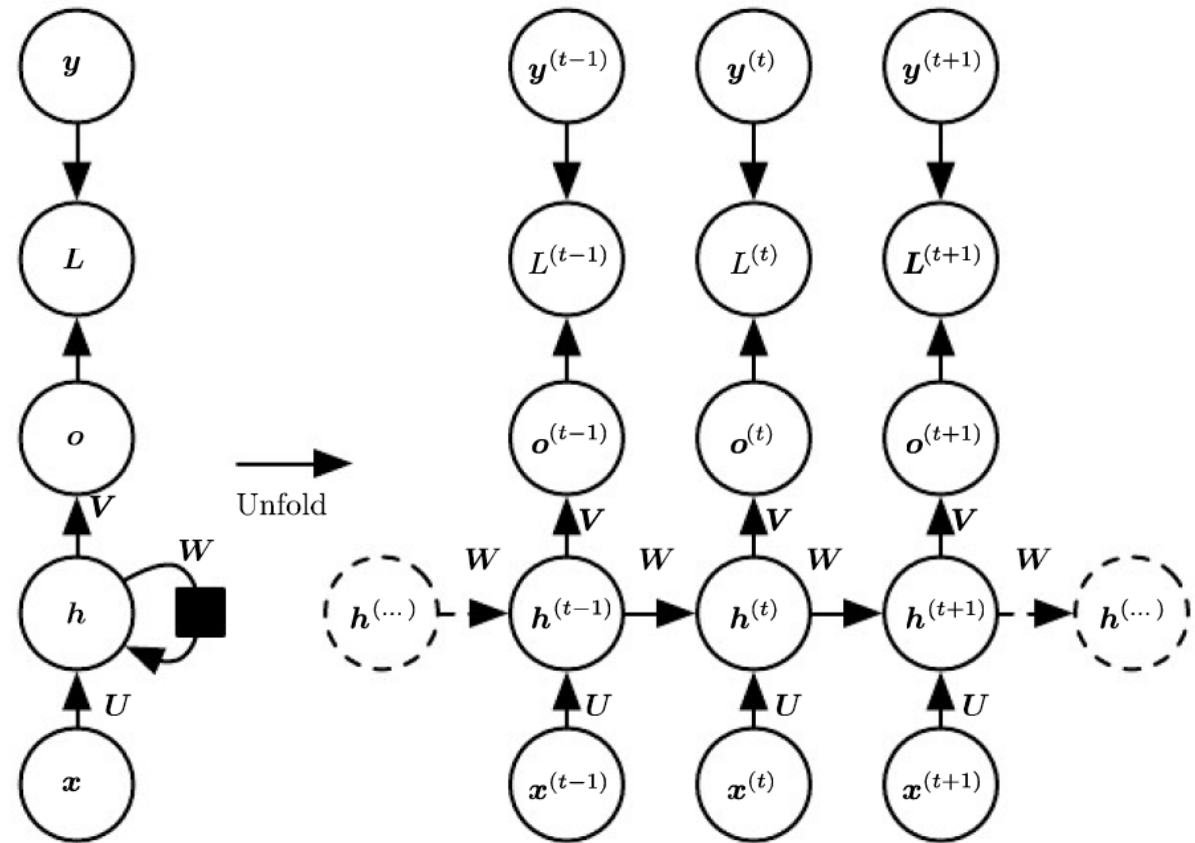 y y^(t−1) y^(t) y^(t+1)
L L^(t−1) L^(t) L^(t+1)
o o^(t−1) o^(t) o^(t+1)
Unfold
V V V V
W W W W W
h h^(...) h^(t−1) h^(t) h^(t+1) h^(...)
U U U U
x x^(t−1) x^(t) x^(t+1)